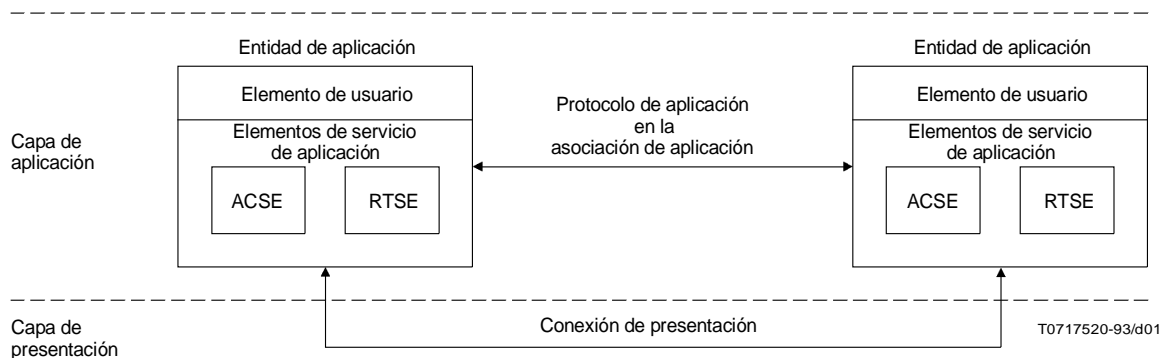 Entidad de aplicación
Entidad de aplicación
Elemento de usuario
Elemento de usuario
Capa de
aplicación
Elementos de servicio
de aplicación
ACSE
RTSE
Protocolo de aplicación
en la
asociación de aplicación
Elementos de servicio
de aplicación
ACSE
RTSE
Capa de
presentación
Conexión de presentación
T0717520-93/d01